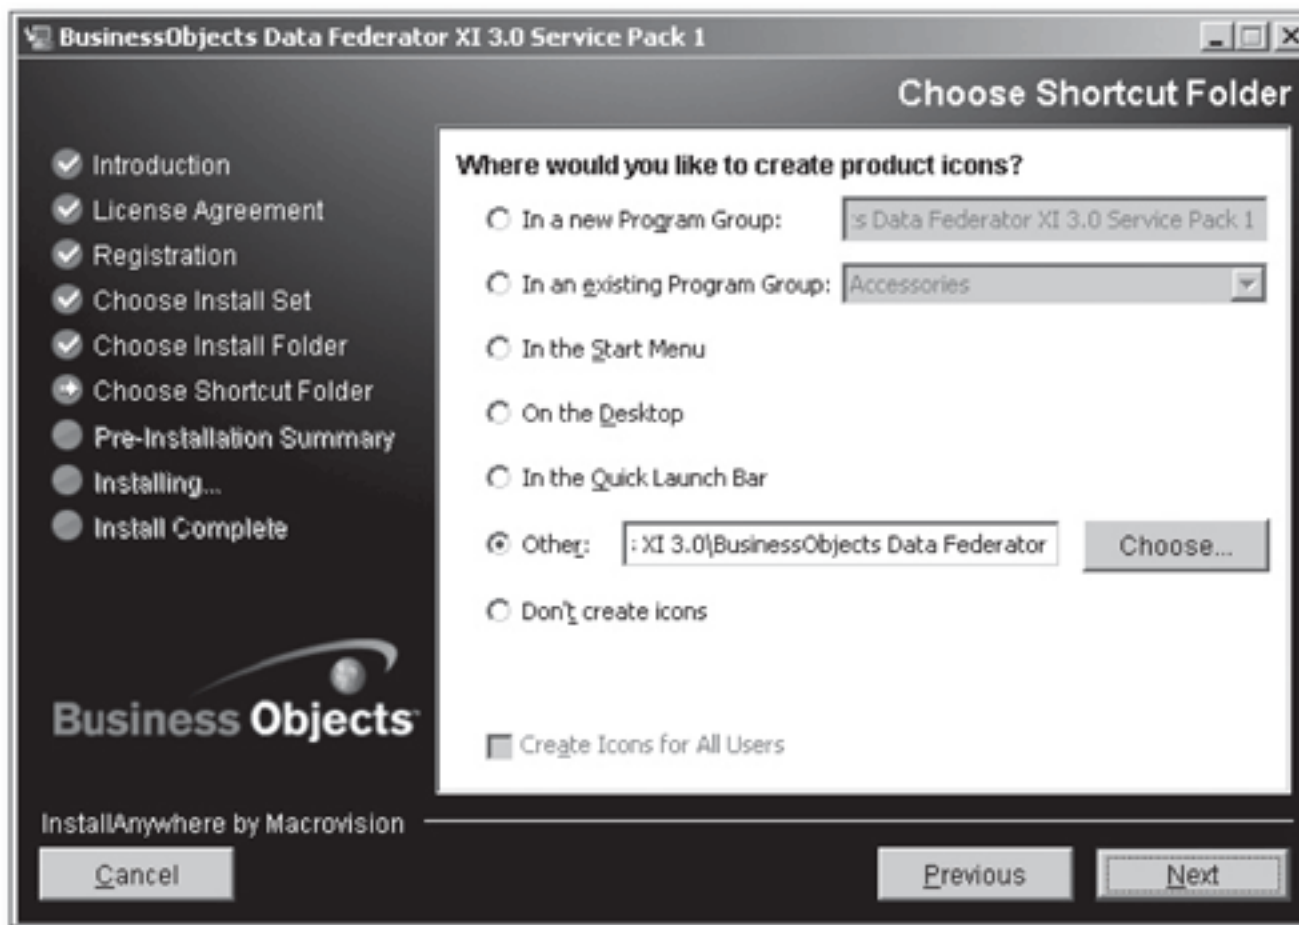 BusinessObjects Data Federator XI 3.0 Service Pack 1
Choose Shortcut Folder
Introduction
License Agreement
Registration
Choose Install Set
Choose Install Folder
Choose Shortcut Folder
Pre-Installation Summary
Installing...
Install Complete
Business Objects
Where would you like to create product icons?
In a new Program Group: :s Data Federator XI 3.0 Service Pack 1
In an existing Program Group: Accessories
In the Start Menu
On the Desktop
In the Quick Launch Bar
Other: : XI 3.0\BusinessObjects Data Federator Choose...
Don't create icons
Create Icons for All Users
InstallAnywhere by Macrovision
Cancel Previous Next